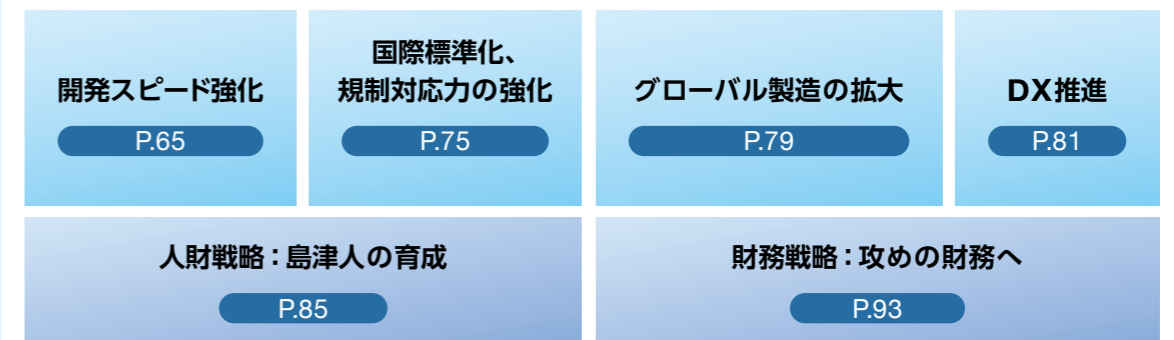 開発スピード強化
P.65
国際標準化、
規制対応力の強化
P.75
グローバル製造の拡大
P.79
DX推進
P.81
人財戦略：島津人の育成
P.85
財務戦略：攻めの財務へ
P.93